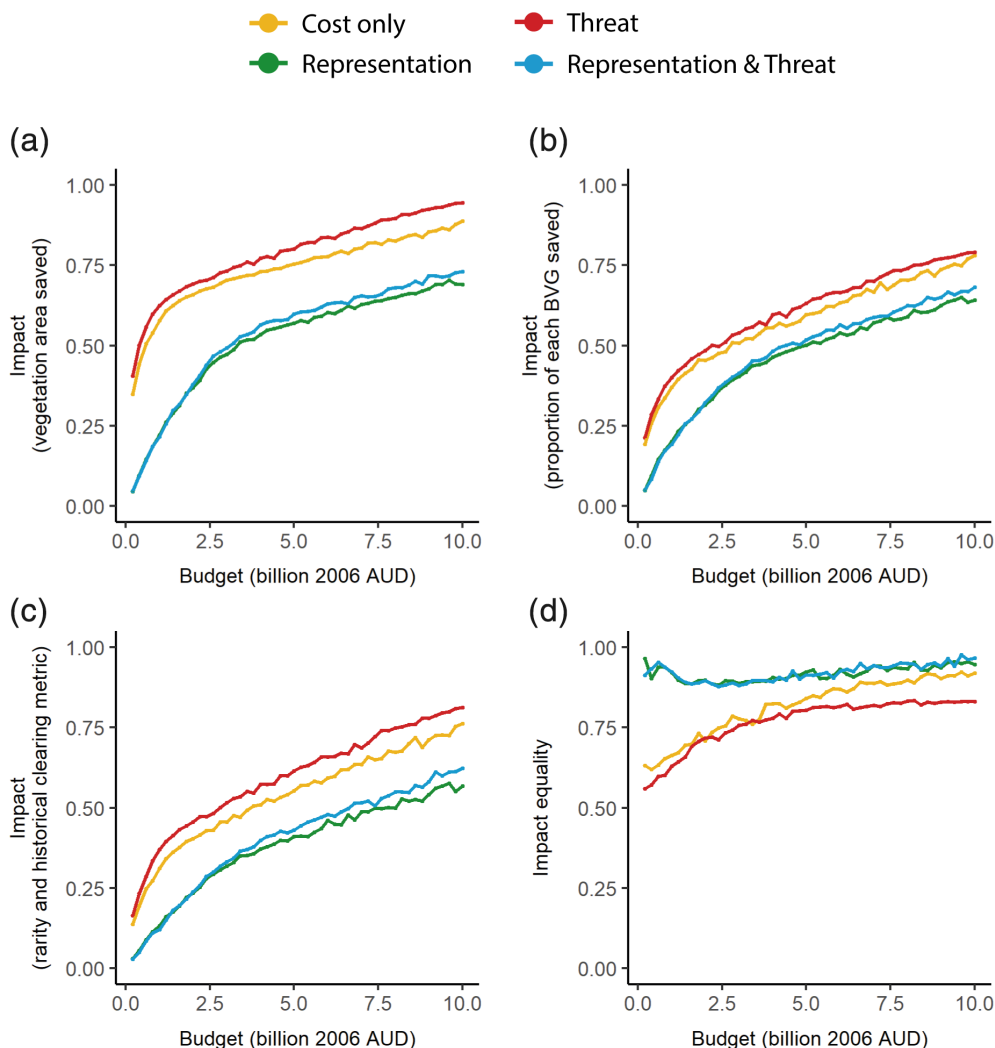 Cost only
Threat
Representation
Representation & Threat
(a)
1.00
0.75
0.50
0.25
0.00
Impact
(vegetation area saved)
0.0 2.5 5.0 7.5 10.0
Budget (billion 2006 AUD)
(b)
1.00
0.75
0.50
0.25
0.00
Impact
(proportion of each BVG saved)
0.0 2.5 5.0 7.5 10.0
Budget (billion 2006 AUD)
(c)
1.00
0.75
0.50
0.25
0.00
Impact
(rarity and historical clearing metric)
0.0 2.5 5.0 7.5 10.0
Budget (billion 2006 AUD)
(d)
1.00
0.75
0.50
0.25
0.00
Impact equality
0.0 2.5 5.0 7.5 10.0
Budget (billion 2006 AUD)